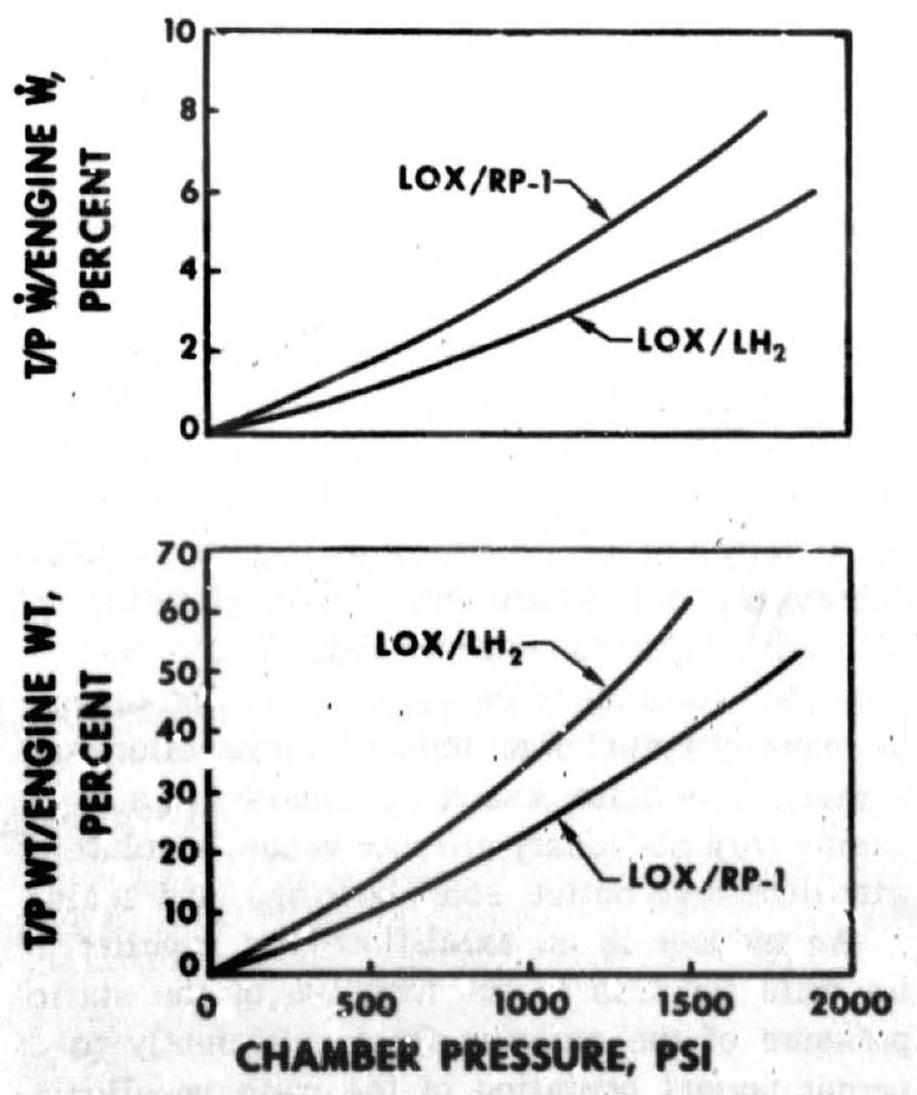 10
8
6
4
2
0
T/P Ẇ/ENGINE Ẇ,
PERCENT
LOX/RP-1
LOX/LH₂
70
60
50
40
30
20
10
0
T/P WT/ENGINE WT,
PERCENT
LOX/LH₂
LOX/RP-1
0 500 1000 1500 2000
CHAMBER PRESSURE, PSI